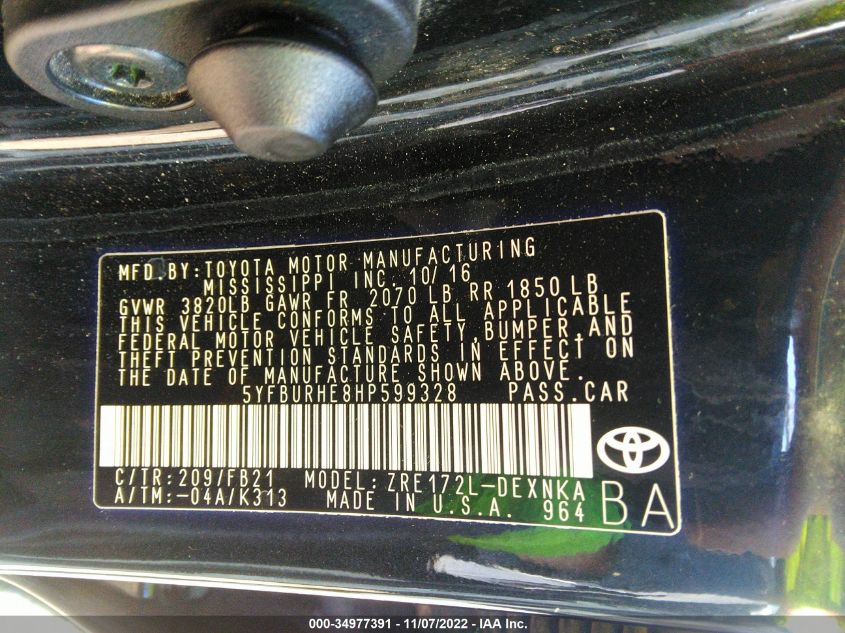 MFD.BY:TOYOTA MOTOR MANUFACTURING
MISSISSIPPI INC. 10/16
GVWR 3820LB GAWR FR 2070 LB RR 1850 LB
THIS VEHICLE CONFORMS TO ALL APPLICABLE
FEDERAL MOTOR VEHICLE SAFETY,BUMPER,AND
THEFT PREVENTION STANDARDS IN EFFECT ON
THE DATE OF MANUFACTURE SHOWN ABOVE.
5YFBURHE8HP599328 PASS.CAR
C/TR:209/FB21 MODEL:ZRE172L-DEXNKA
A/TM:-04A/K313 MADE IN U.S.A. 964 BA
000-34977391 - 11/07/2022 - IAA Inc.